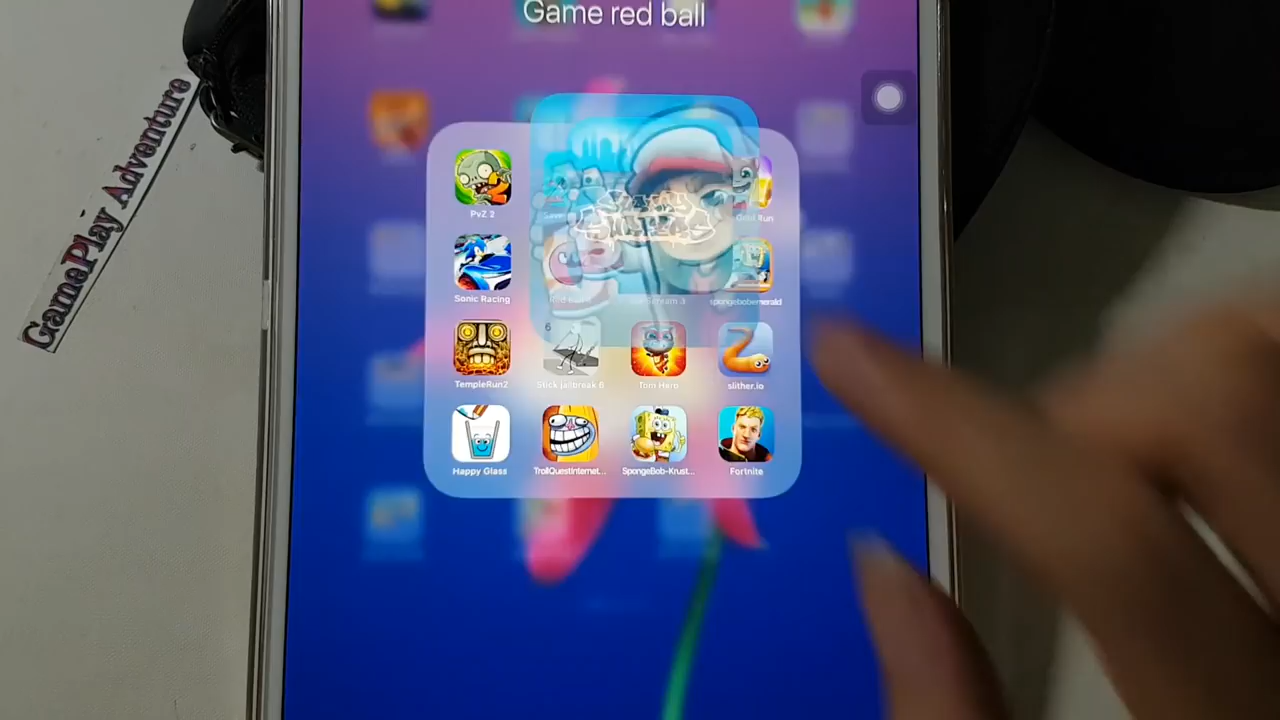 Game red ball
GamePlay Adventure
PvZ 2
Sonic Racing
spongebobemerald
TempleRun2
Stick jailbreak 6
Tom Hero
slither.io
Happy Glass
TrollQuestInternet...
SpongeBob-Krust...
Fortnite